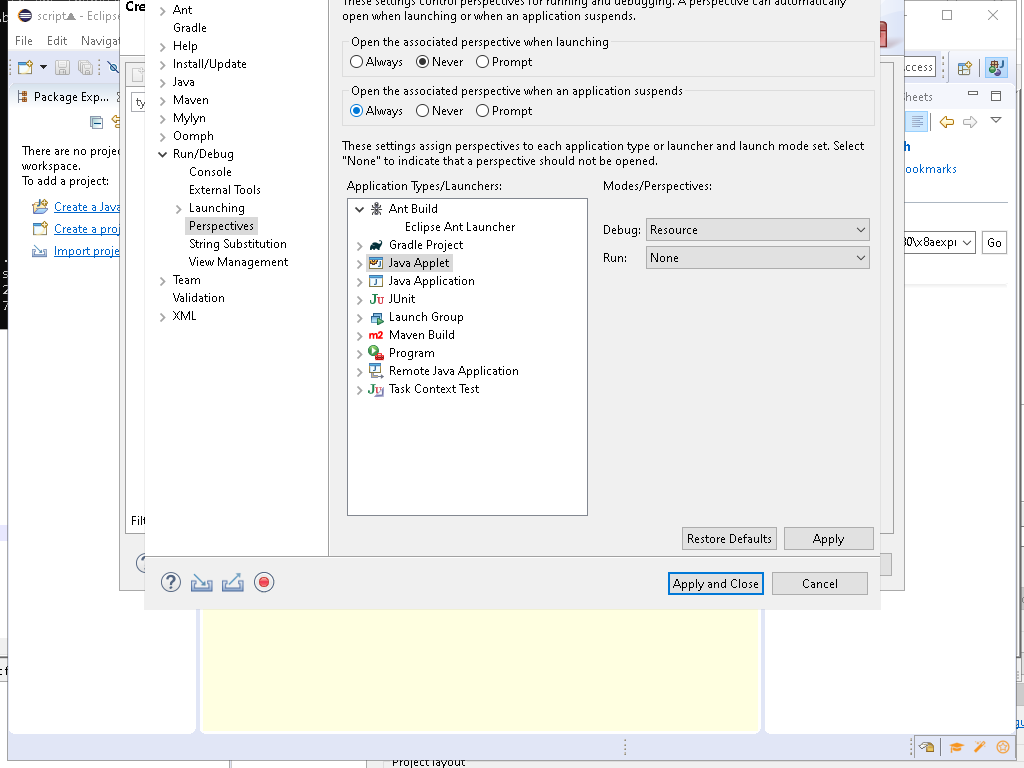 script▲ - Eclips
File Edit Navigat
Package Exp...
There are no proje
workspace.
To add a project:
Create a Java
Create a proj
Import proje
Cre
ty
Filt
Ant
Gradle
Help
Install/Update
Java
Maven
Mylyn
Oomph
Run/Debug
Console
External Tools
Launching
Perspectives
String Substitution
View Management
Team
Validation
XML
These settings control perspectives for running and debugging. A perspective can automatically
open when launching or when an application suspends.
Open the associated perspective when launching
Always Never Prompt
Open the associated perspective when an application suspends
Always Never Prompt
These settings assign perspectives to each application type or launcher and launch mode set. Select
"None" to indicate that a perspective should not be opened.
Application Types/Launchers:
Modes/Perspectives:
Ant Build
Eclipse Ant Launcher
Gradle Project
Java Applet
Java Application
JUnit
Launch Group
Maven Build
Program
Remote Java Application
Task Context Test
Debug: Resource
Run: None
Restore Defaults Apply
Apply and Close Cancel
ccess
heets
h
ookmarks
Go
Project layout